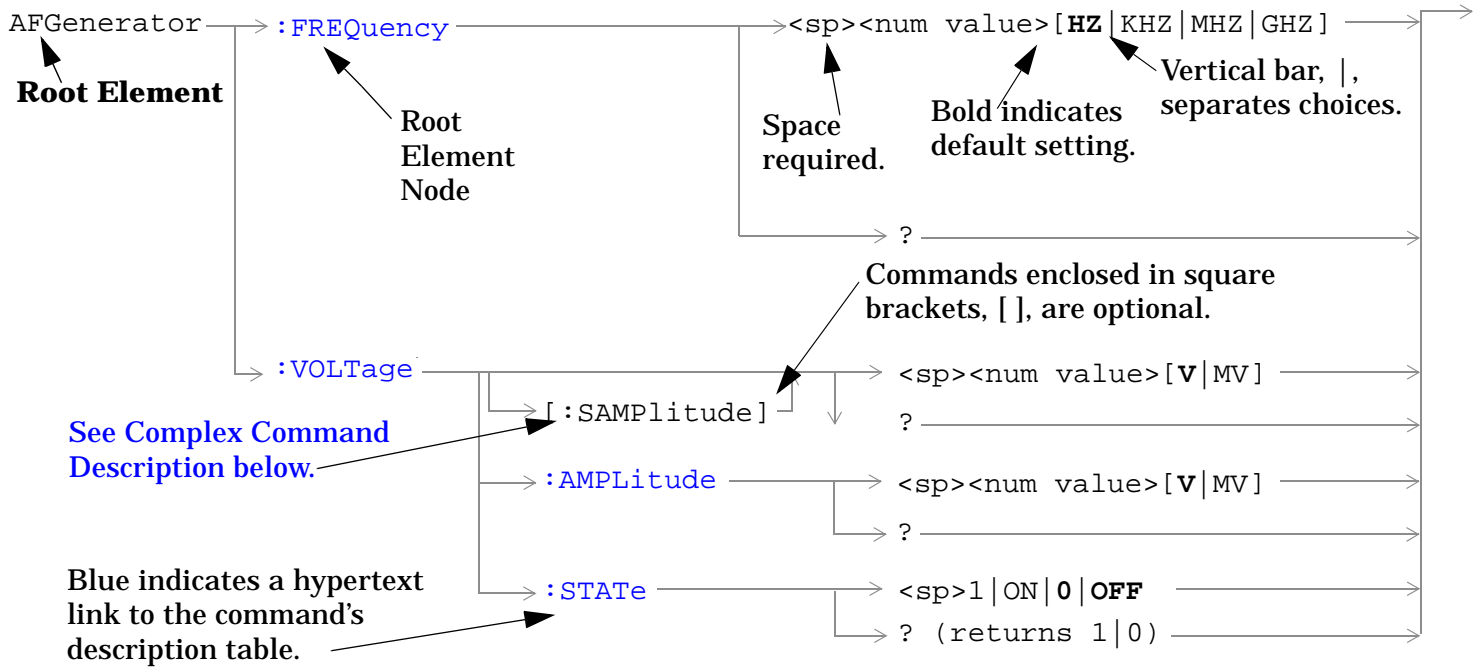 AFGenerator :FREQuency <sp><num value>[HZ|KHZ|MHZ|GHZ]
Root Element
Root
Element
Node
Space
required.
Bold indicates
default setting.
Vertical bar, |,
separates choices.
?
Commands enclosed in square
brackets, [ ], are optional.
:VOLTage <sp><num value>[V|MV]
[:SAMPlitude] ?
See Complex Command
Description below.
:AMPLitude <sp><num value>[V|MV]
?
Blue indicates a hypertext
link to the command's
description table.
:STATe <sp>1|ON|0|OFF
? (returns 1|0)